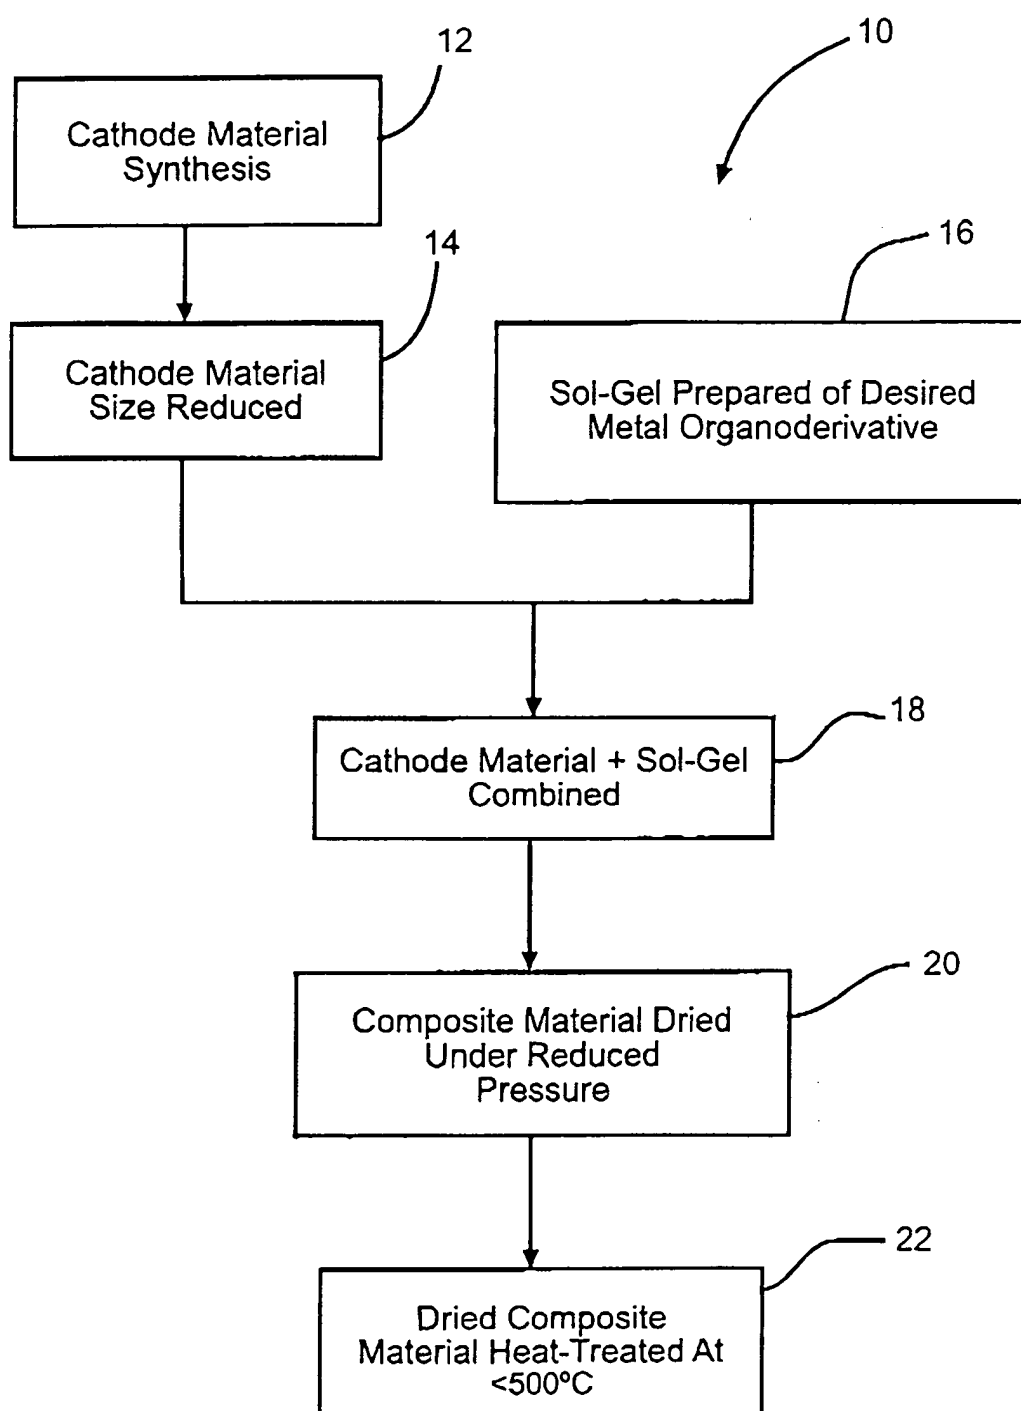 10
12
Cathode Material
Synthesis
14
Cathode Material
Size Reduced
16
Sol-Gel Prepared of Desired
Metal Organoderivative
18
Cathode Material + Sol-Gel
Combined
20
Composite Material Dried
Under Reduced
Pressure
22
Dried Composite
Material Heat-Treated At
<500ºC